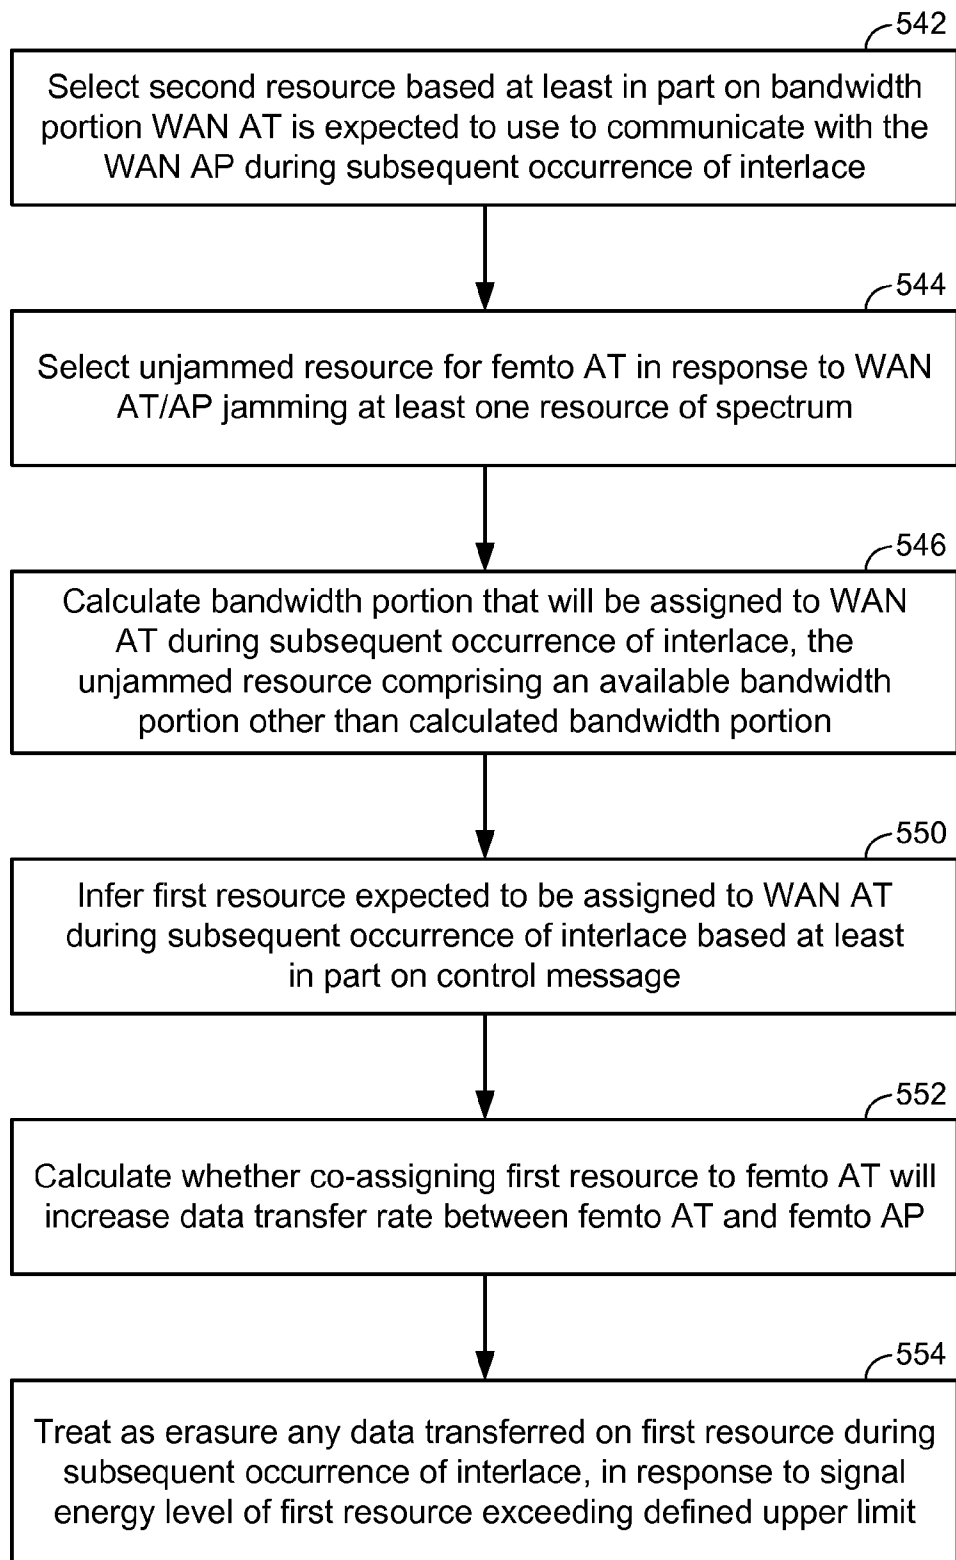 542
Select second resource based at least in part on bandwidth
portion WAN AT is expected to use to communicate with the
WAN AP during subsequent occurrence of interlace
544
Select unjammed resource for femto AT in response to WAN
AT/AP jamming at least one resource of spectrum
546
Calculate bandwidth portion that will be assigned to WAN
AT during subsequent occurrence of interlace, the
unjammed resource comprising an available bandwidth
portion other than calculated bandwidth portion
550
Infer first resource expected to be assigned to WAN AT
during subsequent occurrence of interlace based at least
in part on control message
552
Calculate whether co-assigning first resource to femto AT will
increase data transfer rate between femto AT and femto AP
554
Treat as erasure any data transferred on first resource during
subsequent occurrence of interlace, in response to signal
energy level of first resource exceeding defined upper limit